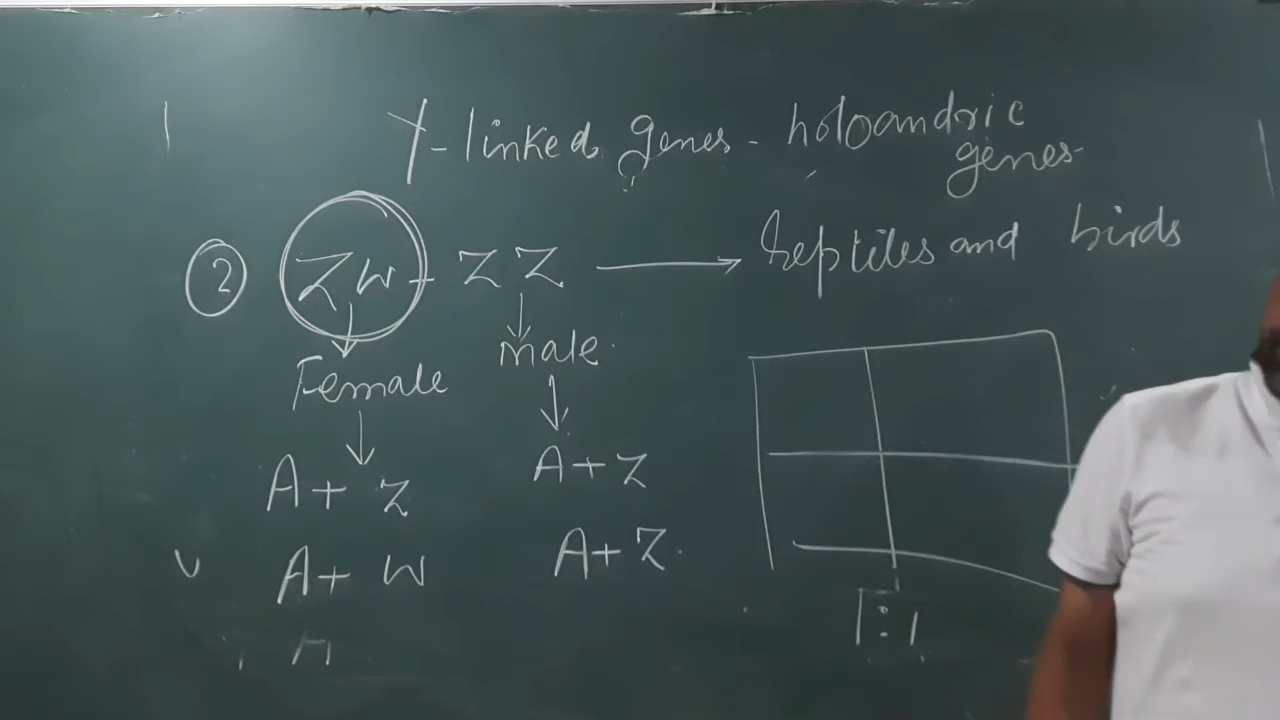 Y-linked genes - holoandric
genes-
② ZW - ZZ → Reptiles and birds
Female male
A+Z A+Z
A+W A+Z
1:1